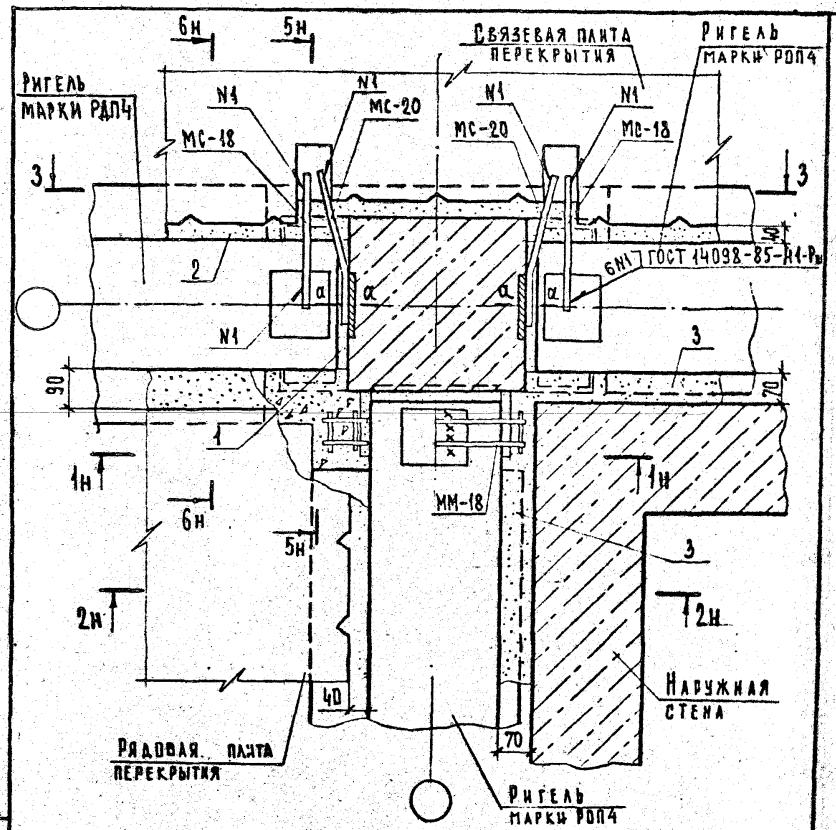 6н
5н
Связевая плита
перекрытия
Ригель
марки РОП4
Ригель
марки РДП4
N1
N1
N1
N1
МС-18
МС-20
МС-20
МС-18
3
3
2
40
а
а
а
а
6N1 ГОСТ 14098-85-Н1-Рш
N1
3
90
70
1
1н
1н
6н
ММ-18
5н
3
2н
2н
40
Наружная
стена
70
Рядовая плита
перекрытия
Ригель
марки РОП4